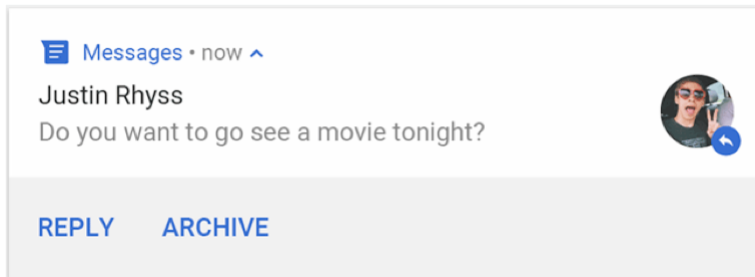 Messages • now
Justin Rhyss
Do you want to go see a movie tonight?
REPLY ARCHIVE